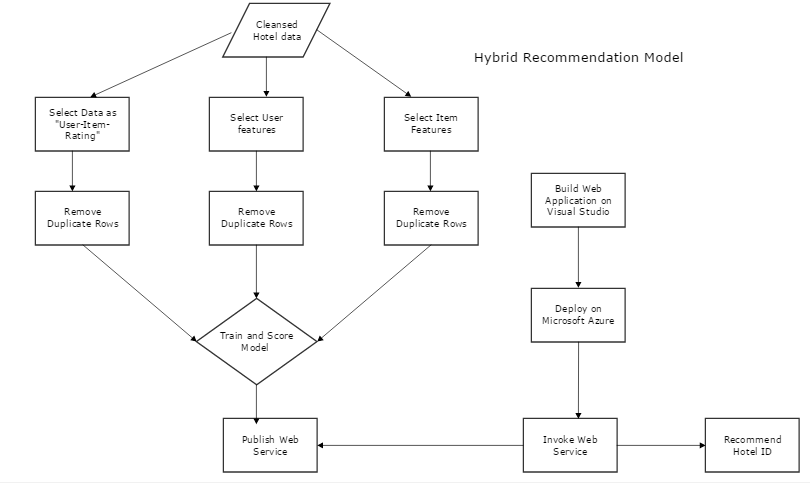 Cleansed
Hotel data
Hybrid Recommendation Model
Select Data as
"User-Item-
Rating"
Select User
features
Select Item
Features
Remove
Duplicate Rows
Remove
Duplicate Rows
Remove
Duplicate Rows
Build Web
Application on
Visual Studio
Deploy on
Microsoft Azure
Train and Score
Model
Publish Web
Service
Invoke Web
Service
Recommend
Hotel ID